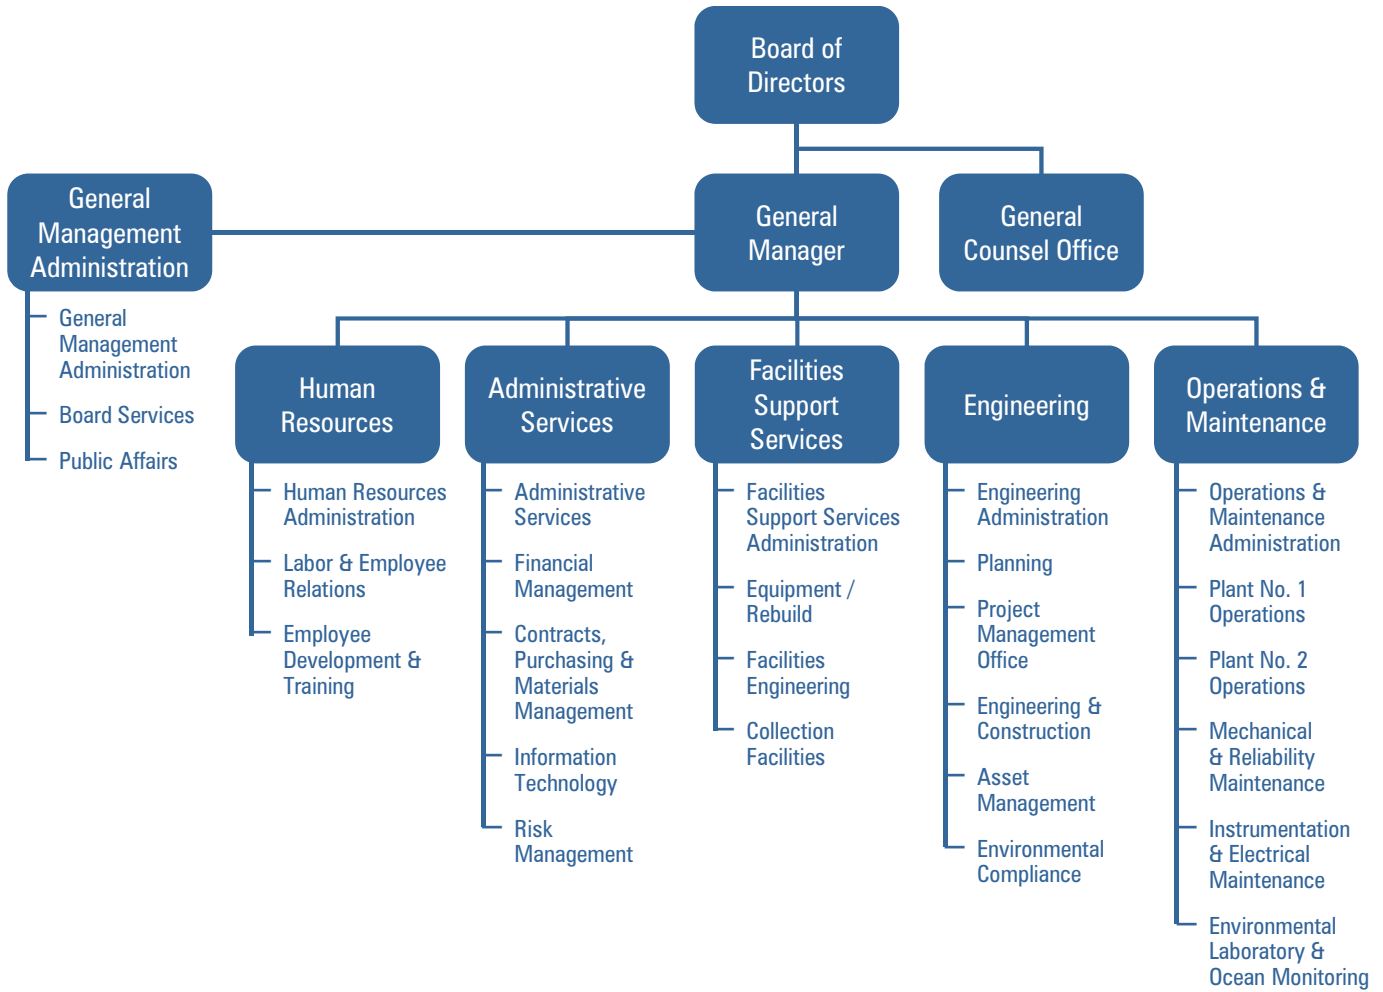 Board of
Directors
General
Management
Administration
General
Manager
General
Counsel Office
General
Management
Administration
Board Services
Public Affairs
Human
Resources
Human Resources
Administration
Labor & Employee
Relations
Employee
Development &
Training
Administrative
Services
Administrative
Services
Financial
Management
Contracts,
Purchasing &
Materials
Management
Information
Technology
Risk
Management
Facilities
Support
Services
Facilities
Support Services
Administration
Equipment /
Rebuild
Facilities
Engineering
Collection
Facilities
Engineering
Engineering
Administration
Planning
Project
Management
Office
Engineering &
Construction
Asset
Management
Environmental
Compliance
Operations &
Maintenance
Operations &
Maintenance
Administration
Plant No. 1
Operations
Plant No. 2
Operations
Mechanical
& Reliability
Maintenance
Instrumentation
& Electrical
Maintenance
Environmental
Laboratory &
Ocean Monitoring